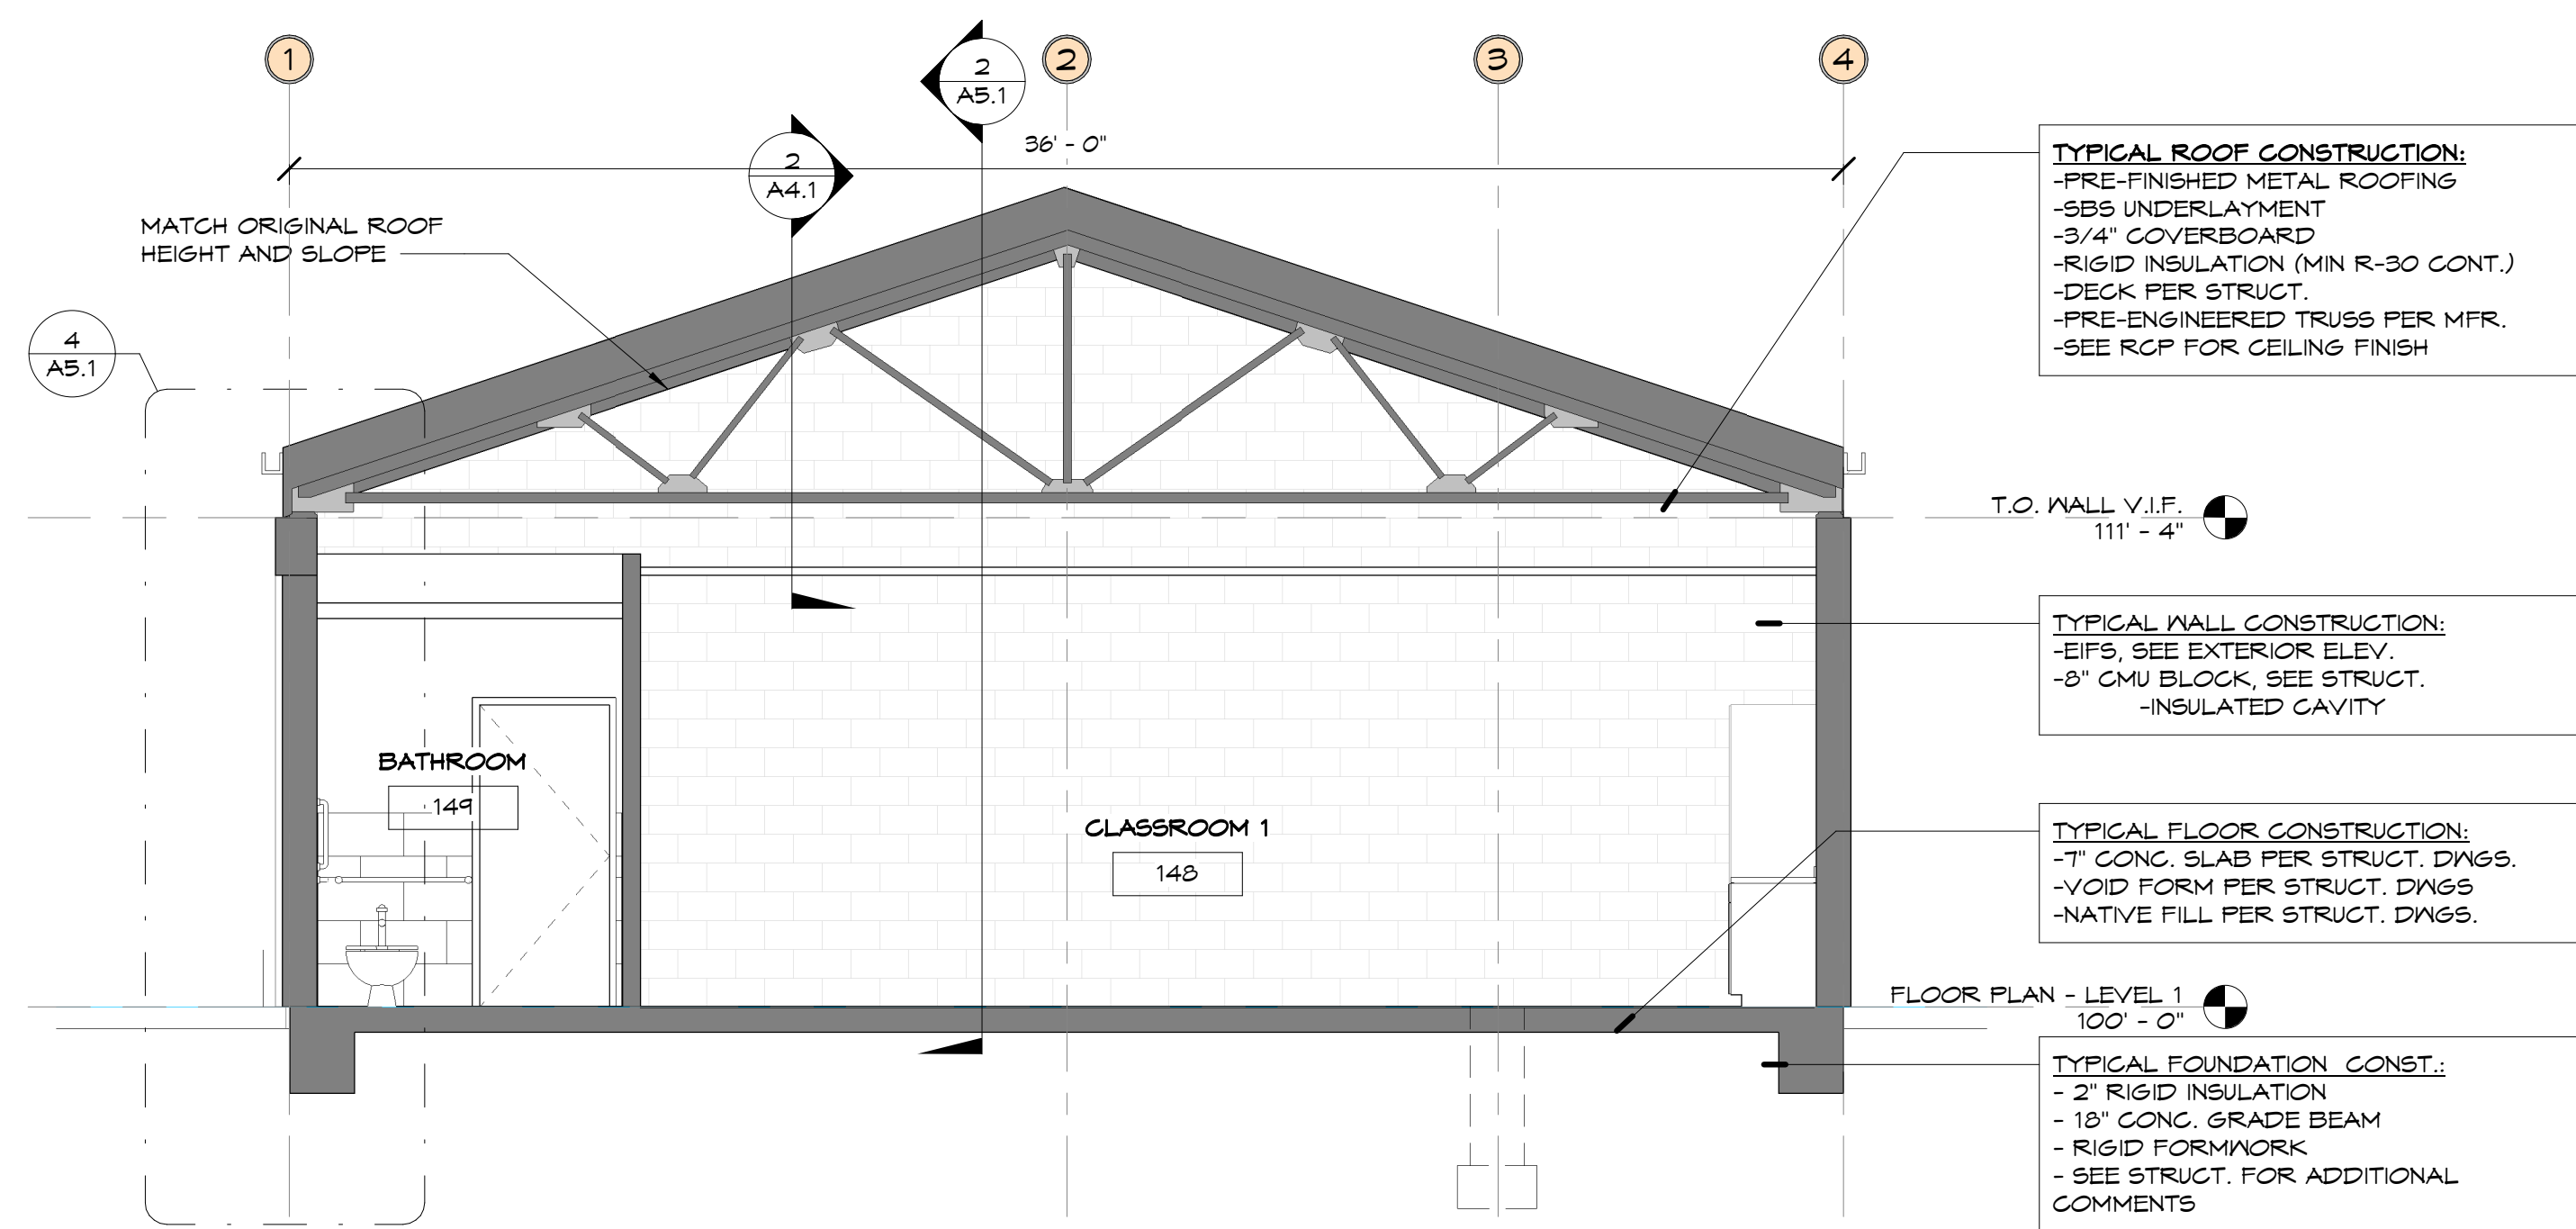 1
2
A5.1
2
3
4
36' - 0"
2
A4.1
MATCH ORIGINAL ROOF
HEIGHT AND SLOPE
4
A5.1
TYPICAL ROOF CONSTRUCTION:
-PRE-FINISHED METAL ROOFING
-SBS UNDERLAYMENT
-3/4" COVERBOARD
-RIGID INSULATION (MIN R-30 CONT.)
-DECK PER STRUCT.
-PRE-ENGINEERED TRUSS PER MFR.
-SEE RCP FOR CEILING FINISH
T.O. WALL V.I.F.
111' - 4"
TYPICAL WALL CONSTRUCTION:
-EIFS, SEE EXTERIOR ELEV.
-8" CMU BLOCK, SEE STRUCT.
-INSULATED CAVITY
BATHROOM
149
CLASSROOM 1
148
TYPICAL FLOOR CONSTRUCTION:
-7" CONC. SLAB PER STRUCT. DWGS.
-VOID FORM PER STRUCT. DWGS
-NATIVE FILL PER STRUCT. DWGS.
FLOOR PLAN - LEVEL 1
100' - 0"
TYPICAL FOUNDATION CONST.:
- 2" RIGID INSULATION
- 18" CONC. GRADE BEAM
- RIGID FORMWORK
- SEE STRUCT. FOR ADDITIONAL
COMMENTS